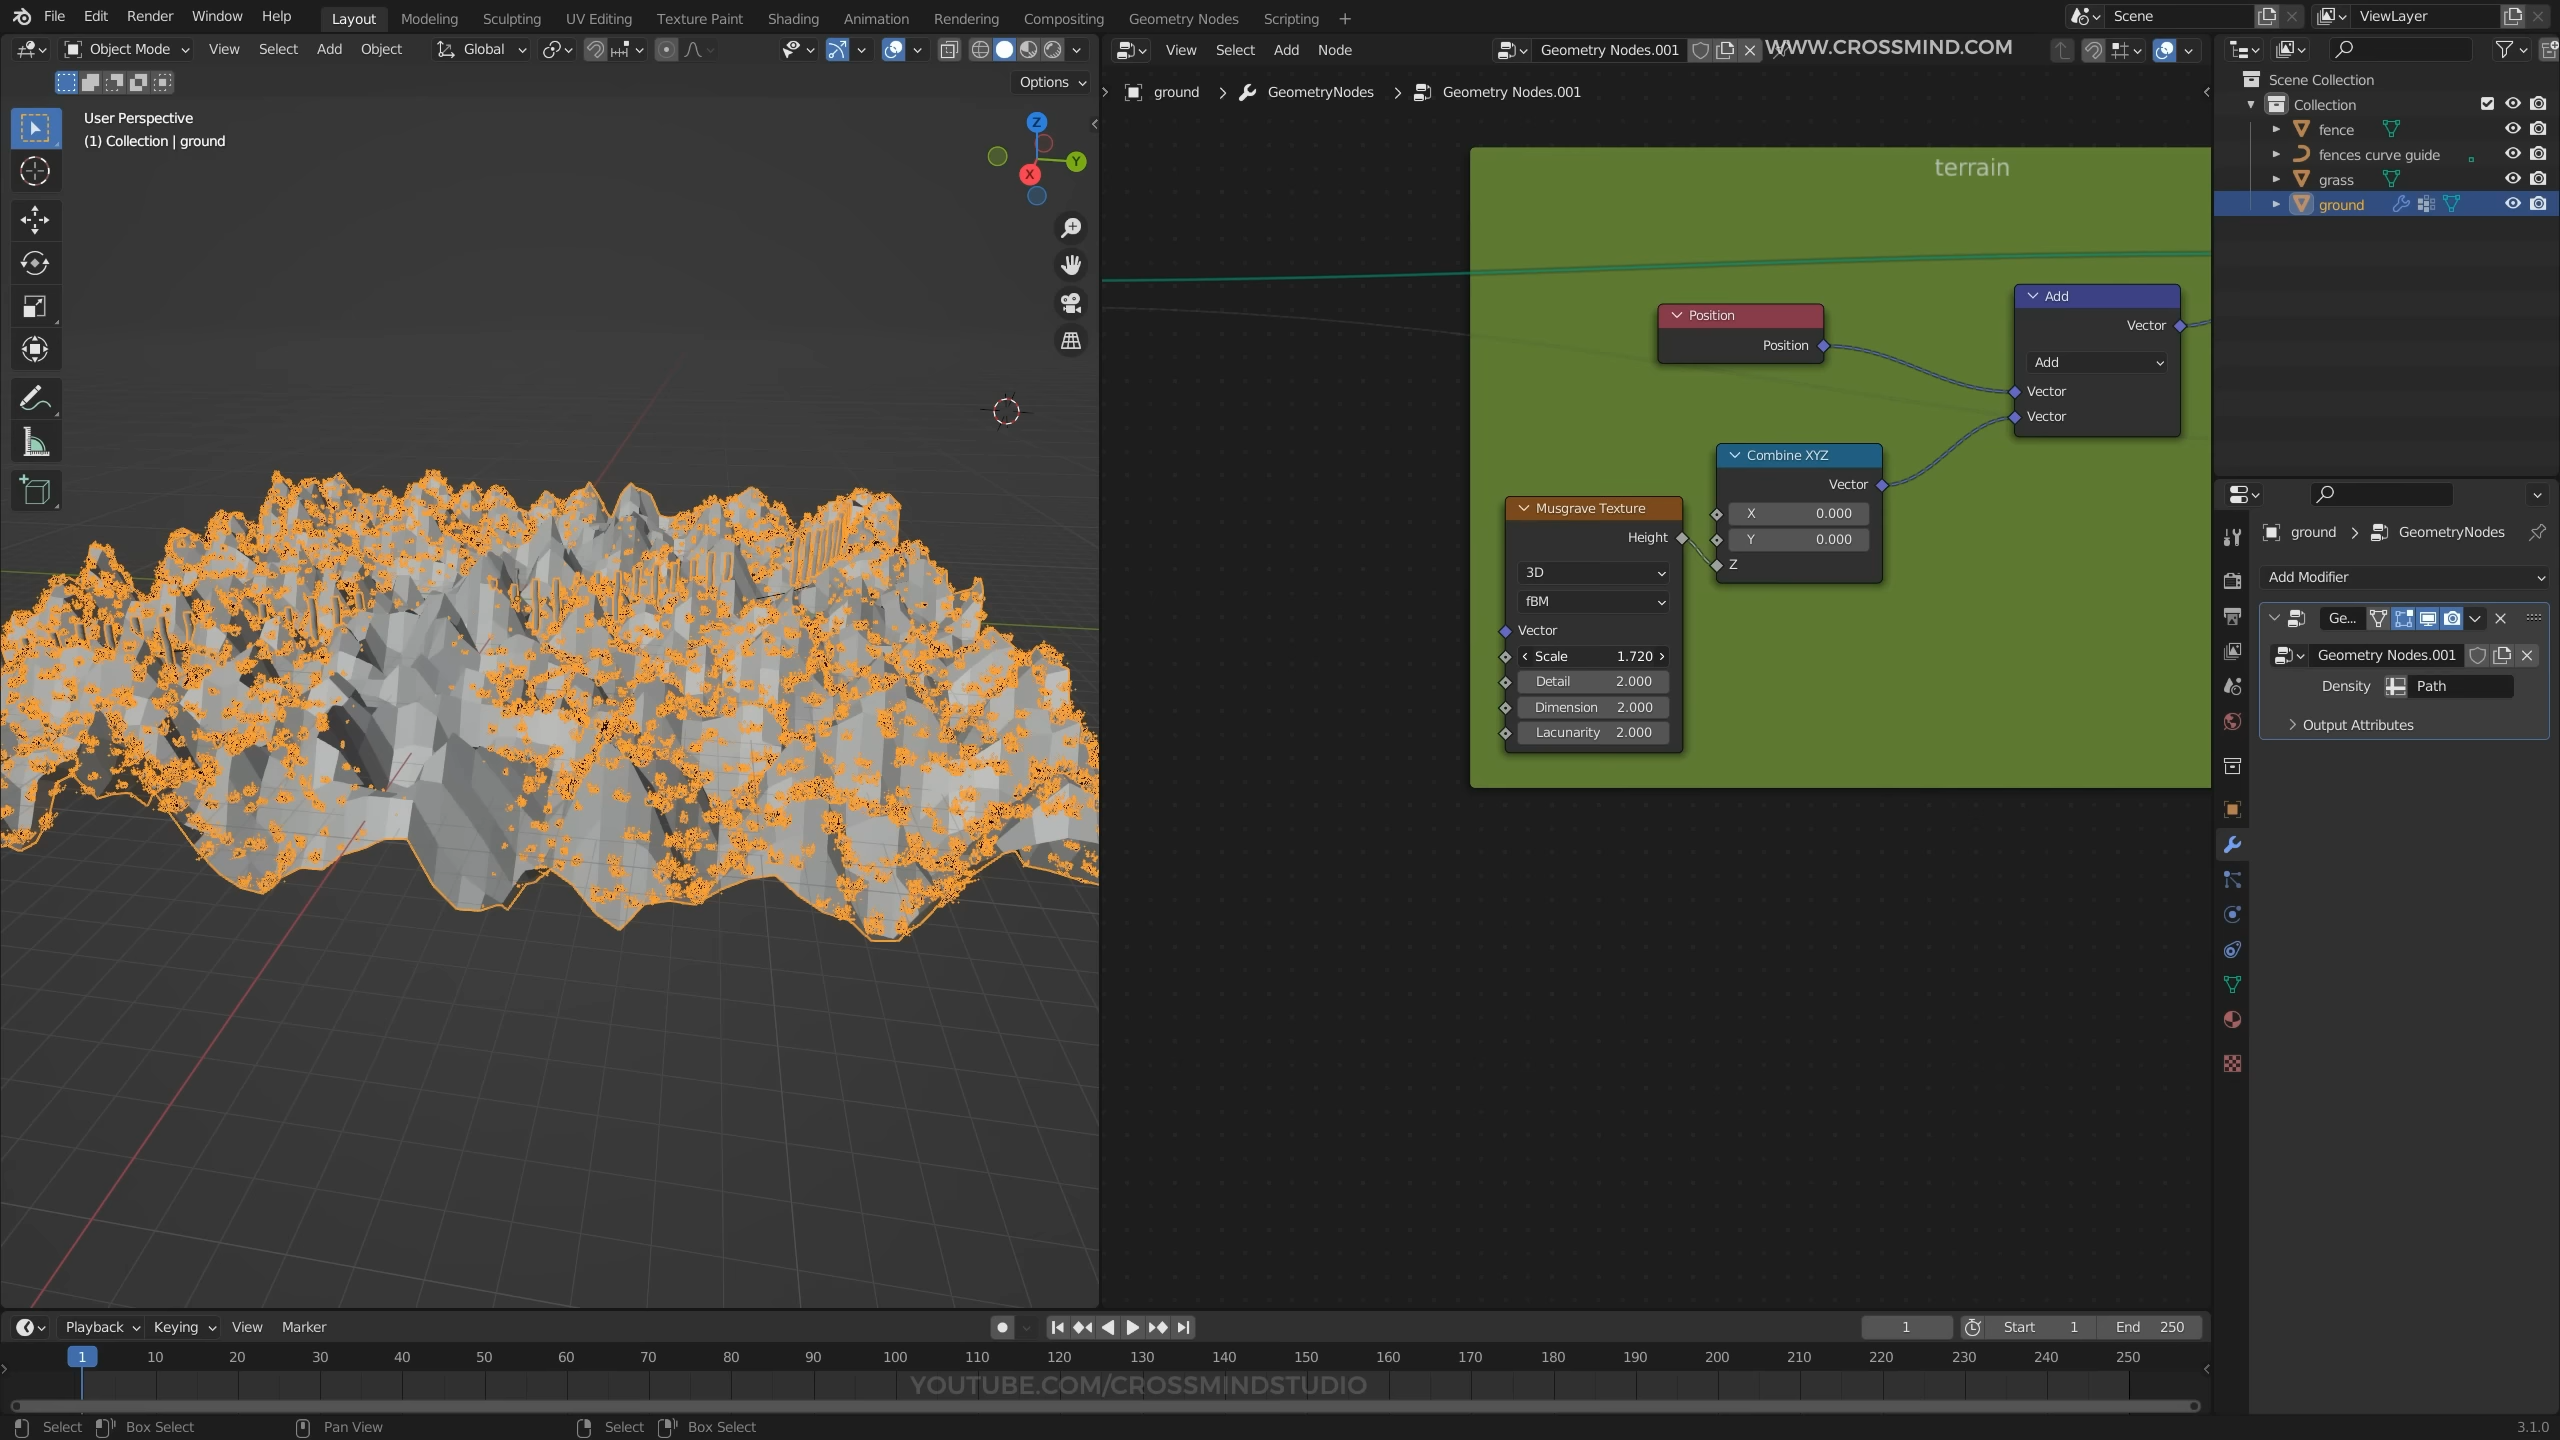 File Edit Render Window Help Layout Modeling Sculpting UV Editing Texture Paint Shading Animation Rendering Compositing Geometry Nodes Scripting + Scene ViewLayer
Object Mode View Select Add Object Global
Options
User Perspective
(1) Collection | ground
Z
Y
X
View Select Add Node Geometry Nodes.001 WWW.CROSSMIND.COM
ground > GeometryNodes > Geometry Nodes.001
terrain
Position
Position
Add
Vector
Add
Vector
Vector
Combine XYZ
Vector
X 0.000
Y 0.000
Z
Musgrave Texture
Height
3D
fBM
Vector
Scale 1.720
Detail 2.000
Dimension 2.000
Lacunarity 2.000
Scene Collection
Collection
fence
fences curve guide
grass
ground
ground > GeometryNodes
Add Modifier
Ge...
Geometry Nodes.001
Density Path
Output Attributes
Playback Keying View Marker 1 Start 1 End 250
1 10 20 30 40 50 60 70 80 90 100 110 120 130 140 150 160 170 180 190 200 210 220 230 240 250
YOUTUBE.COM/CROSSMINDSTUDIO
Select Box Select Pan View Select Box Select 3.1.0